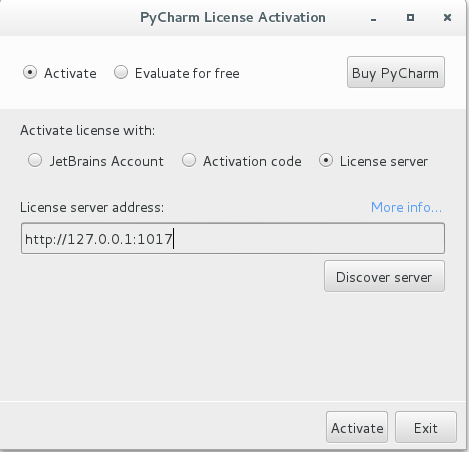 PyCharm License Activation
Activate Evaluate for free Buy PyCharm
Activate license with:
JetBrains Account Activation code License server
License server address: More info...
http://127.0.0.1:1017
Discover server
Activate Exit